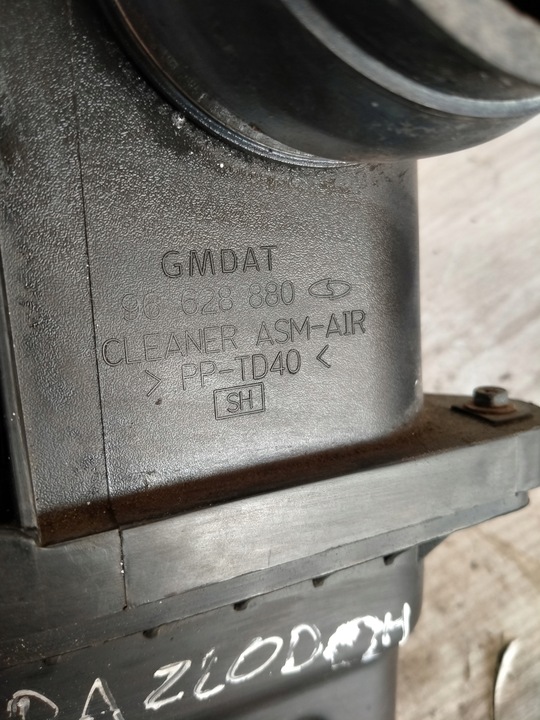 GMDAT
96 628 880
CLEANER ASM-AIR
> PP-TD40 <
SH